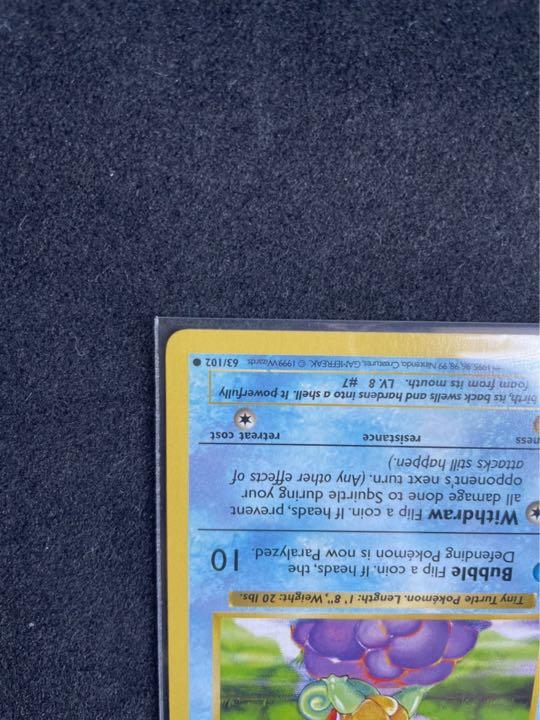 Tiny Turtle Pokémon. Length: 1' 8", Weight: 20 lbs.
Bubble Flip a coin. If heads, the
Defending Pokémon is now Paralyzed. 10
Withdraw Flip a coin. If heads, prevent
all damage done to Squirtle during your
opponent's next turn. (Any other effects of
attacks still happen.)
resistance retreat cost
birth, its back swells and hardens into a shell. It powerfully
foam from its mouth. LV. 8 #7
1995, 96, 98, 99 Nintendo, Creatures, GAMEFREAK. © 1999 Wizards. 63/102